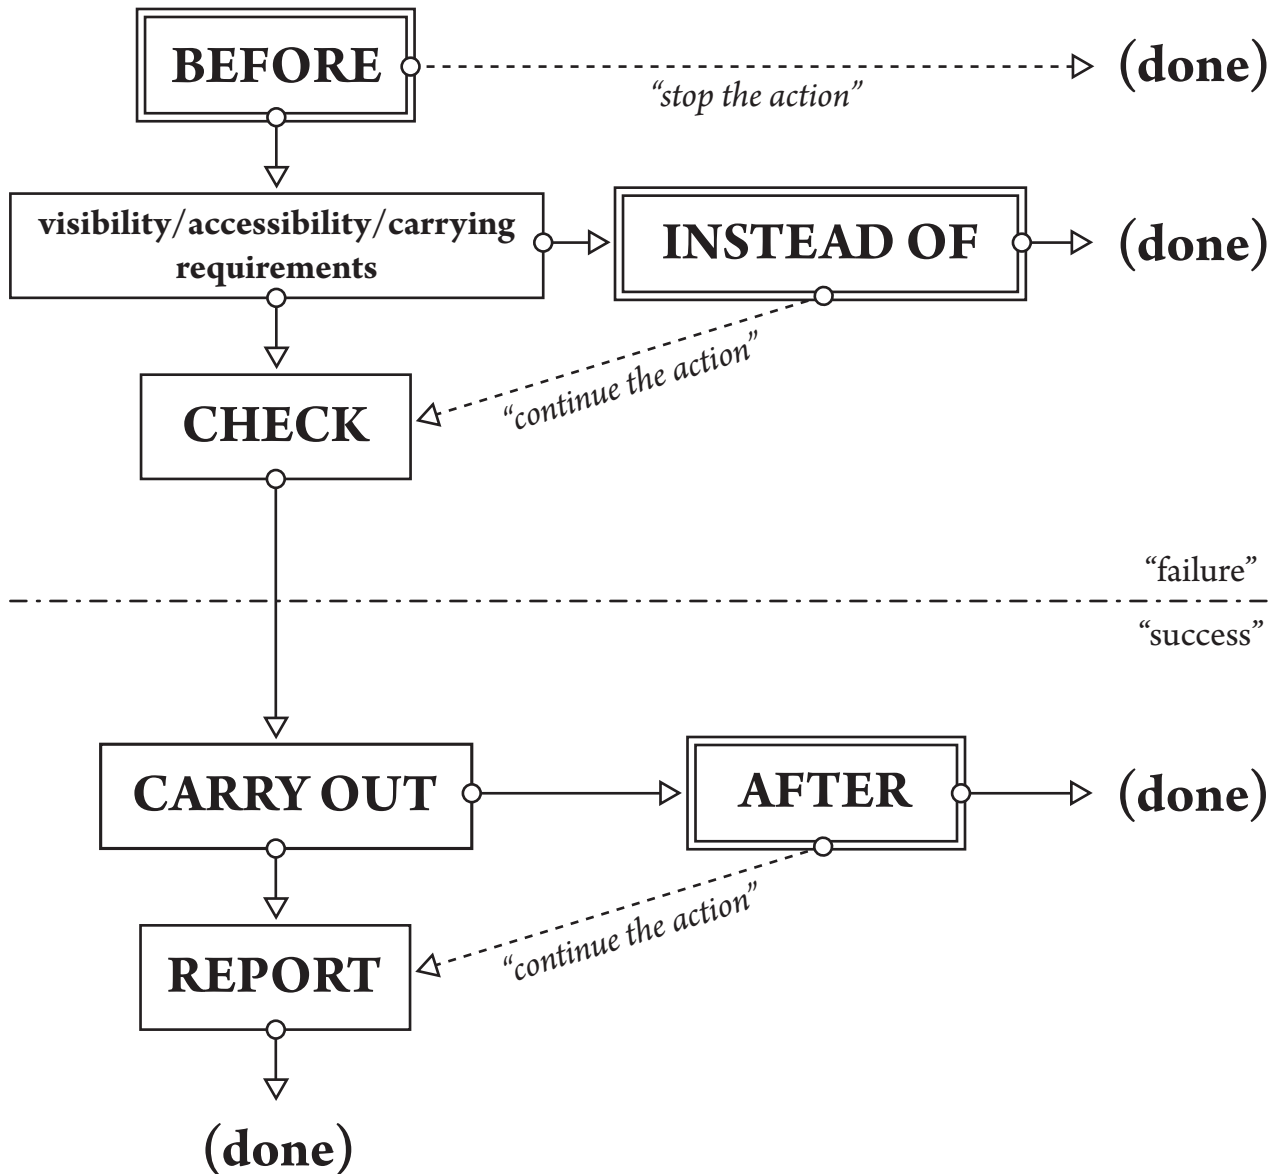 BEFORE
(done)
“stop the action”
visibility/accessibility/carrying
requirements
INSTEAD OF
(done)
“continue the action”
CHECK
“failure”
“success”
CARRY OUT
AFTER
(done)
“continue the action”
REPORT
(done)